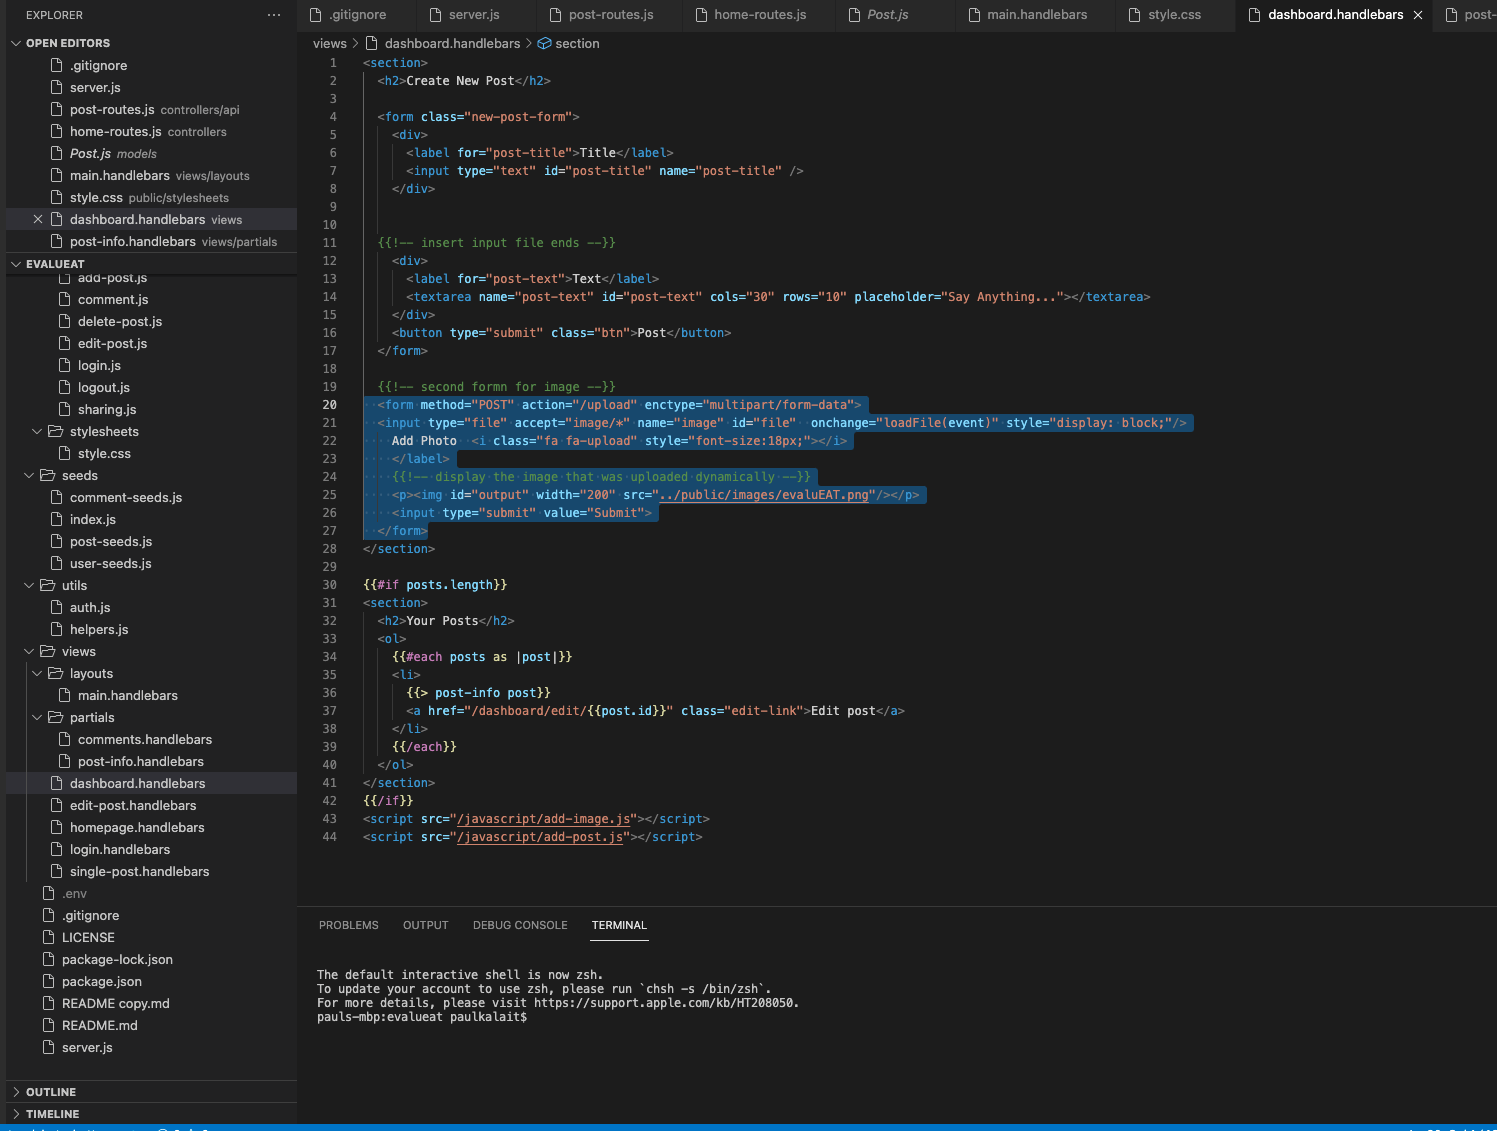 EXPLORER ···
OPEN EDITORS
.gitignore
server.js
post-routes.js controllers/api
home-routes.js controllers
Post.js models
main.handlebars views/layouts
style.css public/stylesheets
dashboard.handlebars views
post-info.handlebars views/partials
EVALUEAT
add-post.js
comment.js
delete-post.js
edit-post.js
login.js
logout.js
sharing.js
stylesheets
style.css
seeds
comment-seeds.js
index.js
post-seeds.js
user-seeds.js
utils
auth.js
helpers.js
views
layouts
main.handlebars
partials
comments.handlebars
post-info.handlebars
dashboard.handlebars
edit-post.handlebars
homepage.handlebars
login.handlebars
single-post.handlebars
.env
.gitignore
LICENSE
package-lock.json
package.json
README copy.md
README.md
server.js
OUTLINE
TIMELINE
.gitignore server.js post-routes.js home-routes.js Post.js main.handlebars style.css dashboard.handlebars post-
views > dashboard.handlebars > section
1 <section>
2 <h2>Create New Post</h2>
3
4 <form class="new-post-form">
5 <div>
6 <label for="post-title">Title</label>
7 <input type="text" id="post-title" name="post-title" />
8 </div>
9
10
11 {{!-- insert input file ends --}}
12 <div>
13 <label for="post-text">Text</label>
14 <textarea name="post-text" id="post-text" cols="30" rows="10" placeholder="Say Anything..."></textarea>
15 </div>
16 <button type="submit" class="btn">Post</button>
17 </form>
18
19 {{!-- second formn for image --}}
20 <form method="POST" action="/upload" enctype="multipart/form-data">
21 <input type="file" accept="image/*" name="image" id="file" onchange="loadFile(event)" style="display: block;"/>
22 Add Photo <i class="fa fa-upload" style="font-size:18px;"></i>
23 </label>
24 {{!-- display the image that was uploaded dynamically --}}
25 <p><img id="output" width="200" src="../public/images/evaluEAT.png"/></p>
26 <input type="submit" value="Submit">
27 </form>
28 </section>
29
30 {{#if posts.length}}
31 <section>
32 <h2>Your Posts</h2>
33 <ol>
34 {{#each posts as |post|}}
35 <li>
36 {{> post-info post}}
37 <a href="/dashboard/edit/{{post.id}}" class="edit-link">Edit post</a>
38 </li>
39 {{/each}}
40 </ol>
41 </section>
42 {{/if}}
43 <script src="/javascript/add-image.js"></script>
44 <script src="/javascript/add-post.js"></script>
PROBLEMS OUTPUT DEBUG CONSOLE TERMINAL
The default interactive shell is now zsh.
To update your account to use zsh, please run `chsh -s /bin/zsh`.
For more details, please visit https://support.apple.com/kb/HT208050.
pauls-mbp:evalueat paulkalait$